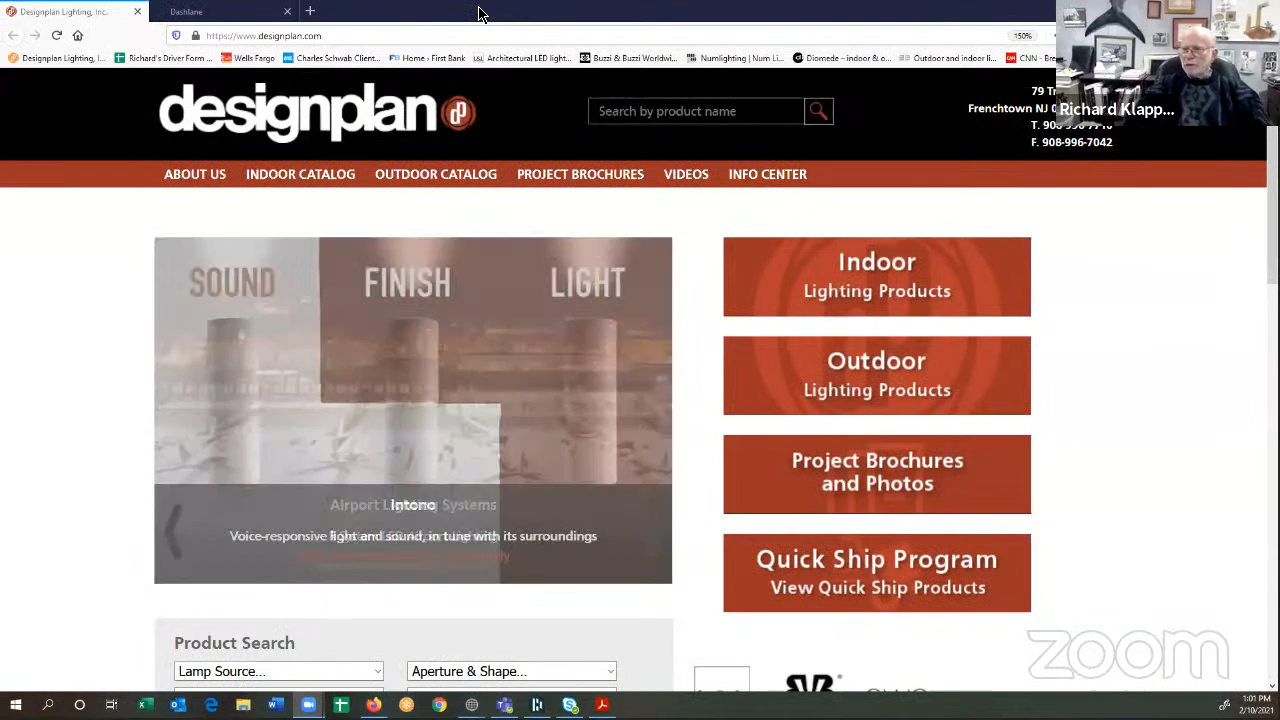 Designplan Lighting, Inc.
Dashlane
https://www.designplan.com
150%
Designplan Lighting, I...
Richard's Driver Form ...
Wells Fargo
Charles Schwab Client...
Home › First Bank
Architectural LED light...
Buzzi & Buzzi Worldwi...
Numlighting | Num Li...
Diomede – indoor & o...
Outdoor and indoor li...
CNN - Bre
designplan
Search by product name
79 Tr
Frenchtown NJ
T. 908-996-7710
F. 908-996-7042
Richard Klapp...
ABOUT US
INDOOR CATALOG
OUTDOOR CATALOG
PROJECT BROCHURES
VIDEOS
INFO CENTER
SOUND
FINISH
LIGHT
Airport Lighting Systems
Intono
Voice-responsive light and sound, in tune with its surroundings
Indoor
Lighting Products
Outdoor
Lighting Products
Project Brochures
and Photos
Quick Ship Program
View Quick Ship Products
Product Search
Lamp Source...
Aperture & Shape...
zoom
1:01 PM
2/10/2021